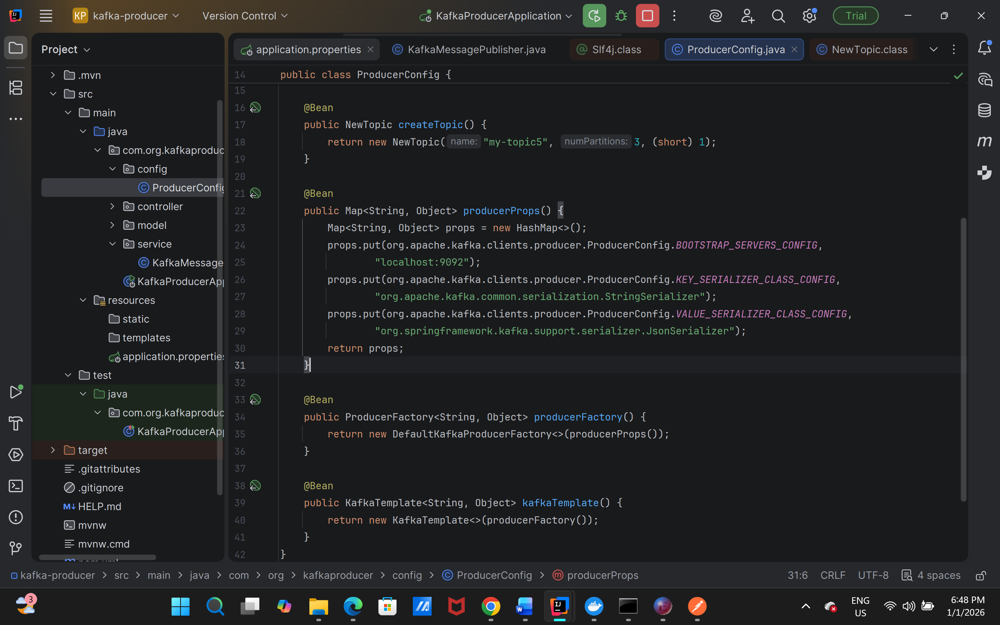 KP kafka-producer Version Control KafkaProducerApplication Trial
Project
.mvn
src
main
java
com.org.kafkaproduc
config
ProducerConfig
controller
model
service
KafkaMessage
KafkaProducerApp
resources
static
templates
application.properties
test
java
com.org.kafkaproduc
KafkaProducerApp
target
.gitattributes
.gitignore
HELP.md
mvnw
mvnw.cmd
application.properties KafkaMessagePublisher.java Slf4j.class ProducerConfig.java NewTopic.class
14 public class ProducerConfig {
15
16 @Bean
17 public NewTopic createTopic() {
18 return new NewTopic( name: "my-topic5", numPartitions: 3, (short) 1);
19 }
20
21 @Bean
22 public Map<String, Object> producerProps() {
23 Map<String, Object> props = new HashMap<>();
24 props.put(org.apache.kafka.clients.producer.ProducerConfig.BOOTSTRAP_SERVERS_CONFIG,
25 "localhost:9092");
26 props.put(org.apache.kafka.clients.producer.ProducerConfig.KEY_SERIALIZER_CLASS_CONFIG,
27 "org.apache.kafka.common.serialization.StringSerializer");
28 props.put(org.apache.kafka.clients.producer.ProducerConfig.VALUE_SERIALIZER_CLASS_CONFIG,
29 "org.springframework.kafka.support.serializer.JsonSerializer");
30 return props;
31 }
32
33 @Bean
34 public ProducerFactory<String, Object> producerFactory() {
35 return new DefaultKafkaProducerFactory<>(producerProps());
36 }
37
38 @Bean
39 public KafkaTemplate<String, Object> kafkaTemplate() {
40 return new KafkaTemplate<>(producerFactory());
41 }
42 }
kafka-producer > src > main > java > com > org > kafkaproducer > config > ProducerConfig > producerProps 31:6 CRLF UTF-8 4 spaces
3
ENG
US
6:48 PM
1/1/2026